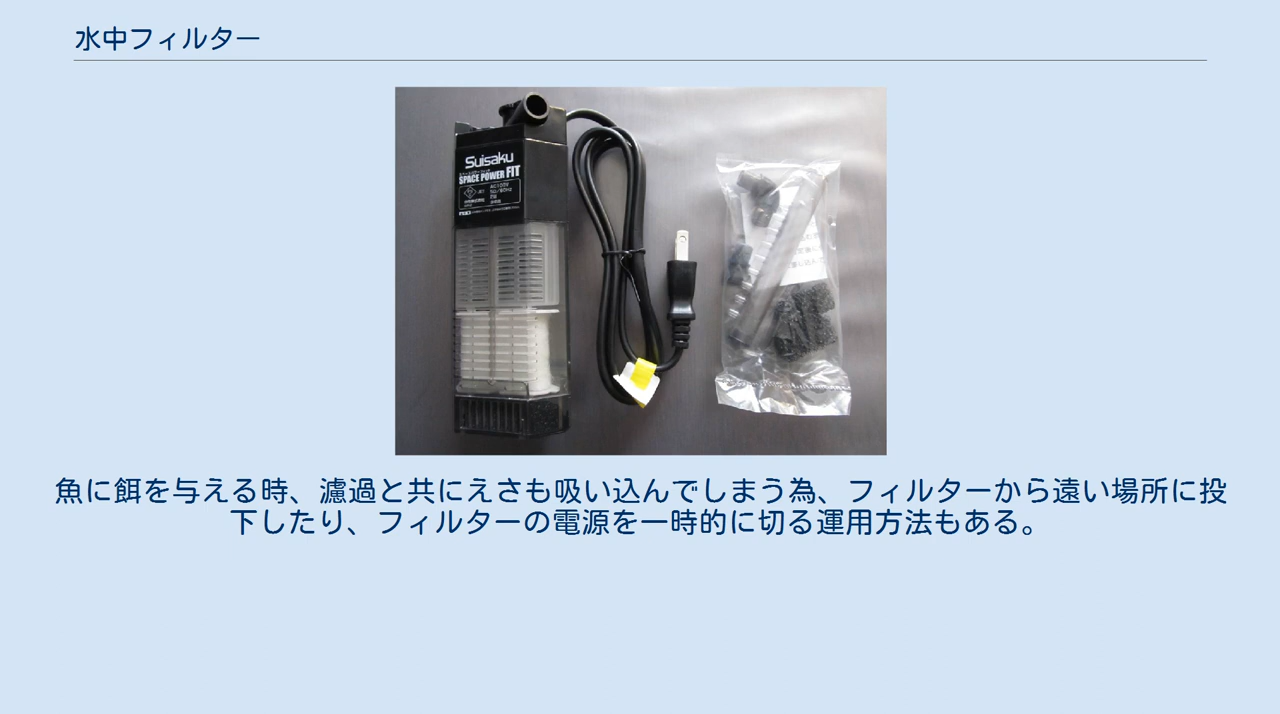 水中フィルター
Suisaku
SPACE POWER FIT
AC100V
50/60Hz
魚に餌を与える時、濾過と共にえさも吸い込んでしまう為、フィルターから遠い場所に投
下したり、フィルターの電源を一時的に切る運用方法もある。